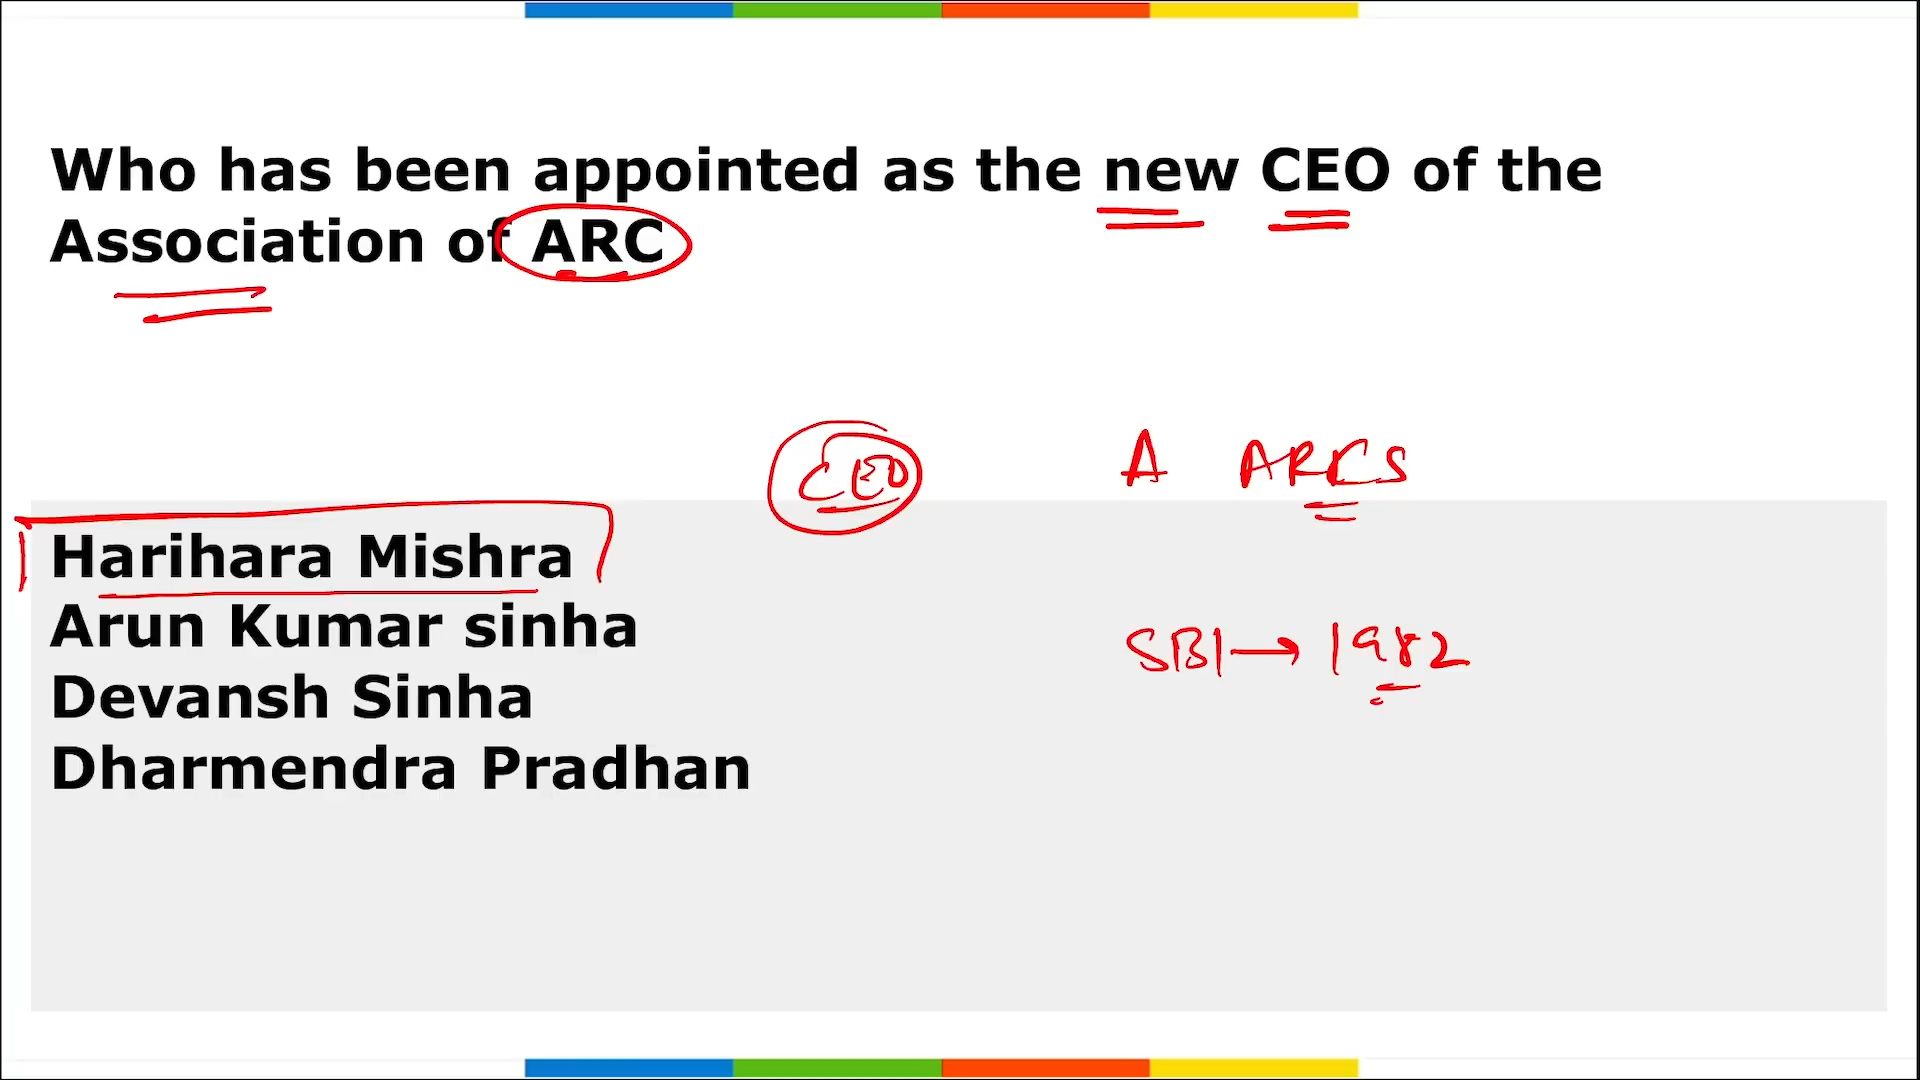 Who has been appointed as the new CEO of the
Association of ARC
CEO
A ARCS
Harihara Mishra
Arun Kumar sinha
SBI → 1982
Devansh Sinha
Dharmendra Pradhan